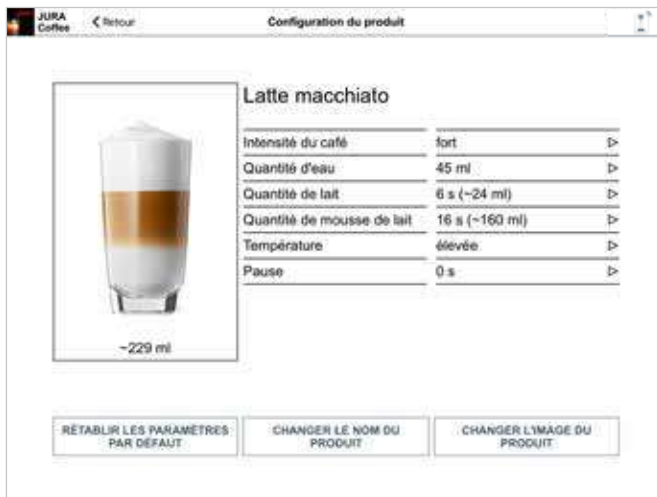 JURA
Coffee
Retour
Configuration du produit
Latte macchiato
Intensité du café fort
Quantité d'eau 45 ml
Quantité de lait 6 s (~24 ml)
Quantité de mousse de lait 16 s (~160 ml)
Température élevée
Pause 0 s
~229 ml
RÉTABLIR LES PARAMÈTRES
PAR DÉFAUT
CHANGER LE NOM DU
PRODUIT
CHANGER L'IMAGE DU
PRODUIT